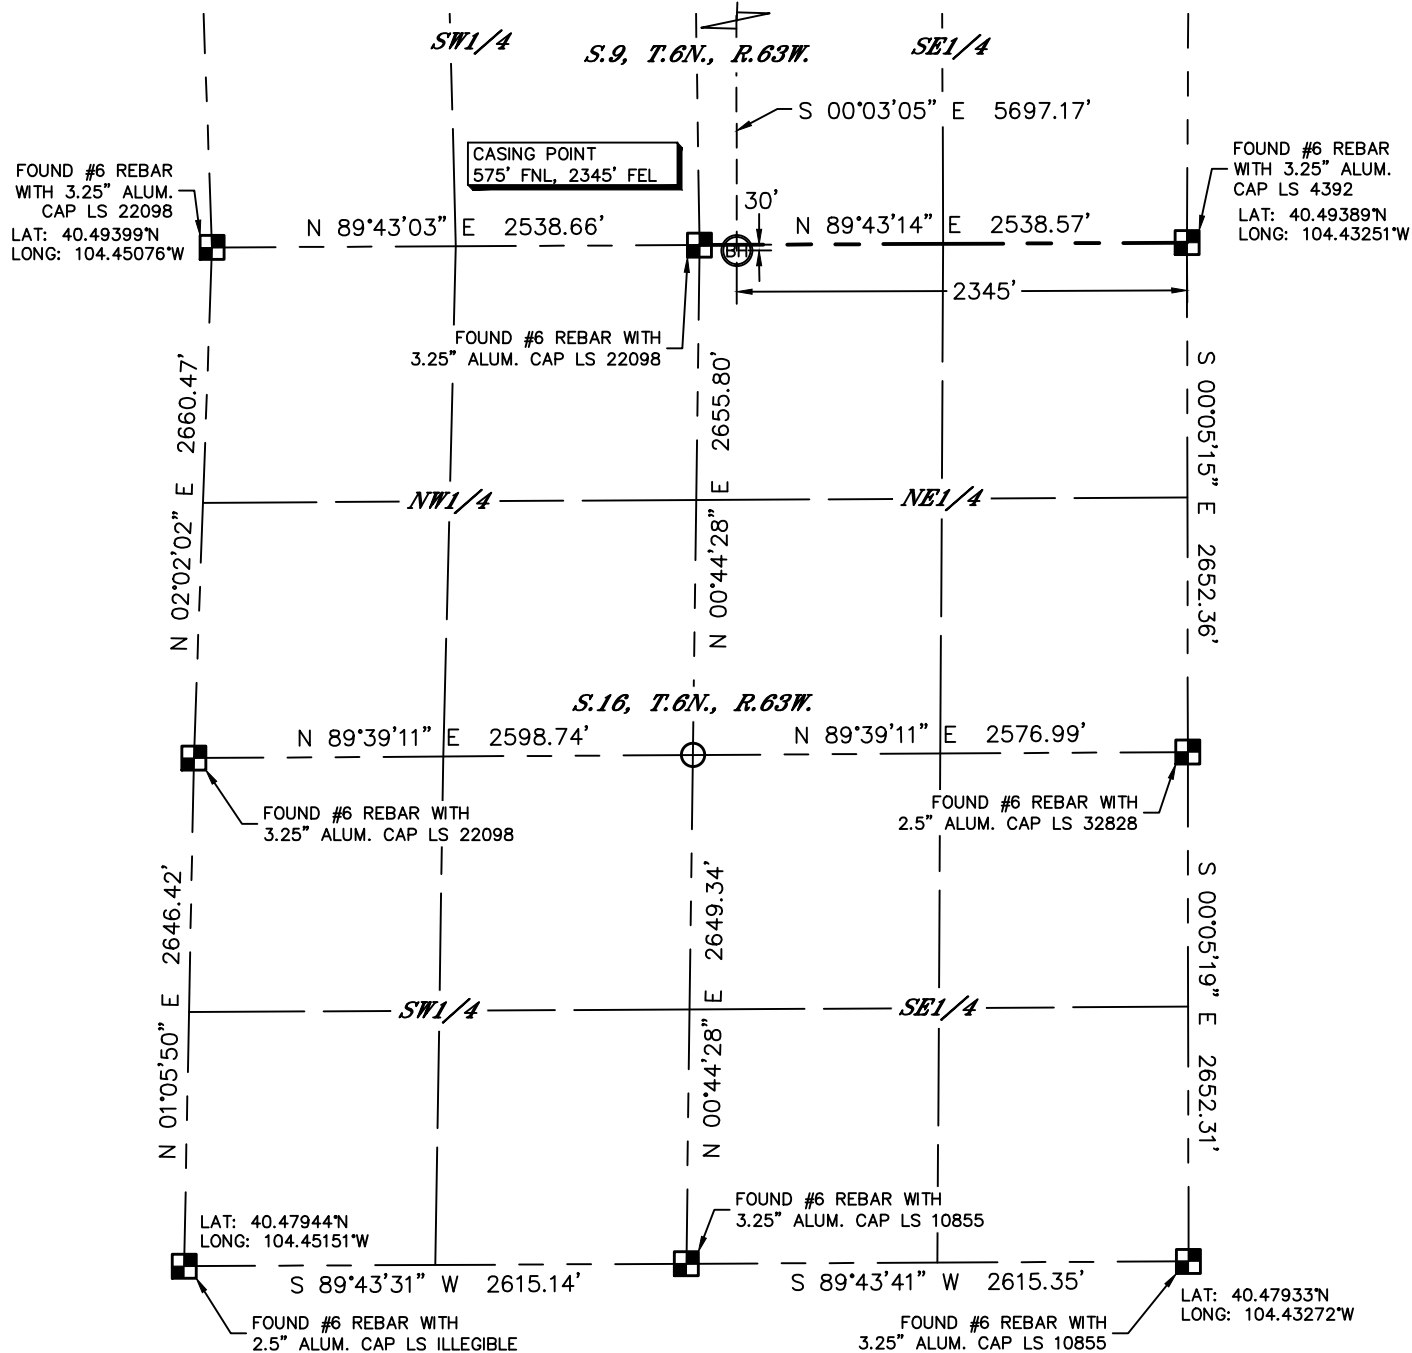 SW1/4
SE1/4
S.9, T.6N., R.63W.
S 00°03'05" E 5697.17'
CASING POINT
575' FNL, 2345' FEL
FOUND #6 REBAR
WITH 3.25" ALUM.
CAP LS 22098
LAT: 40.49399°N
LONG: 104.45076°W
FOUND #6 REBAR
WITH 3.25" ALUM.
CAP LS 4392
LAT: 40.49389°N
LONG: 104.43251°W
30'
N 89°43'03" E 2538.66'
N 89°43'14" E 2538.57'
BH
2345'
FOUND #6 REBAR WITH
3.25" ALUM. CAP LS 22098
N 02°02'02" E 2660.47'
N 00°44'28" E 2655.80'
S 00°05'15" E 2652.36'
NW1/4
NE1/4
S.16, T.6N., R.63W.
N 89°39'11" E 2598.74'
N 89°39'11" E 2576.99'
FOUND #6 REBAR WITH
3.25" ALUM. CAP LS 22098
FOUND #6 REBAR WITH
2.5" ALUM. CAP LS 32828
N 01°05'50" E 2646.42'
N 00°44'28" E 2649.34'
S 00°05'19" E 2652.31'
SW1/4
SE1/4
LAT: 40.47944°N
LONG: 104.45151°W
FOUND #6 REBAR WITH
3.25" ALUM. CAP LS 10855
S 89°43'31" W 2615.14'
S 89°43'41" W 2615.35'
LAT: 40.47933°N
LONG: 104.43272°W
FOUND #6 REBAR WITH
2.5" ALUM. CAP LS ILLEGIBLE
FOUND #6 REBAR WITH
3.25" ALUM. CAP LS 10855